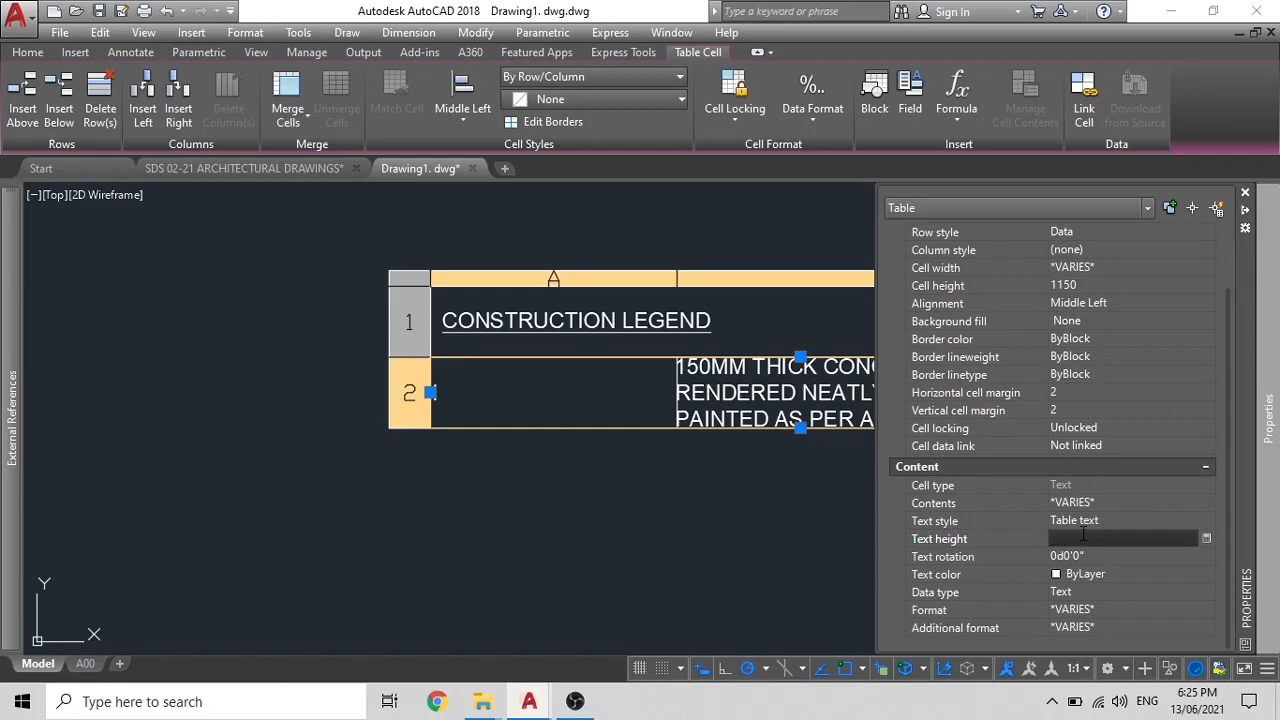 Autodesk AutoCAD 2018 Drawing1. dwg.dwg
Type a keyword or phrase
Sign In
File Edit View Insert Format Tools Draw Dimension Modify Parametric Express Window Help
Home Insert Annotate Parametric View Manage Output Add-ins A360 Featured Apps Express Tools Table Cell
Insert Above
Insert Below
Delete Row(s)
Rows
Insert Left
Insert Right
Delete Column(s)
Columns
Merge Cells
Unmerge Cells
Merge
Match Cell
Middle Left
By Row/Column
None
Edit Borders
Cell Styles
Cell Locking
Data Format
Cell Format
Block
Field
Formula
Manage Cell Contents
Insert
Link Cell
Download from Source
Data
Start
SDS 02-21 ARCHITECTURAL DRAWINGS*
Drawing1. dwg*
[−][Top][2D Wireframe]
External References
A
1 CONSTRUCTION LEGEND
2
150MM THICK CONC
RENDERED NEATLY
PAINTED AS PER A
Y
X
Table
Row style Data
Column style (none)
Cell width *VARIES*
Cell height 1150
Alignment Middle Left
Background fill None
Border color ByBlock
Border lineweight ByBlock
Border linetype ByBlock
Horizontal cell margin 2
Vertical cell margin 2
Cell locking Unlocked
Cell data link Not linked
Content
Cell type Text
Contents *VARIES*
Text style Table text
Text height
Text rotation 0d0'0"
Text color ByLayer
Data type Text
Format *VARIES*
Additional format *VARIES*
Properties
PROPERTIES
Model A00
1:1
Type here to search
ENG
6:25 PM
13/06/2021